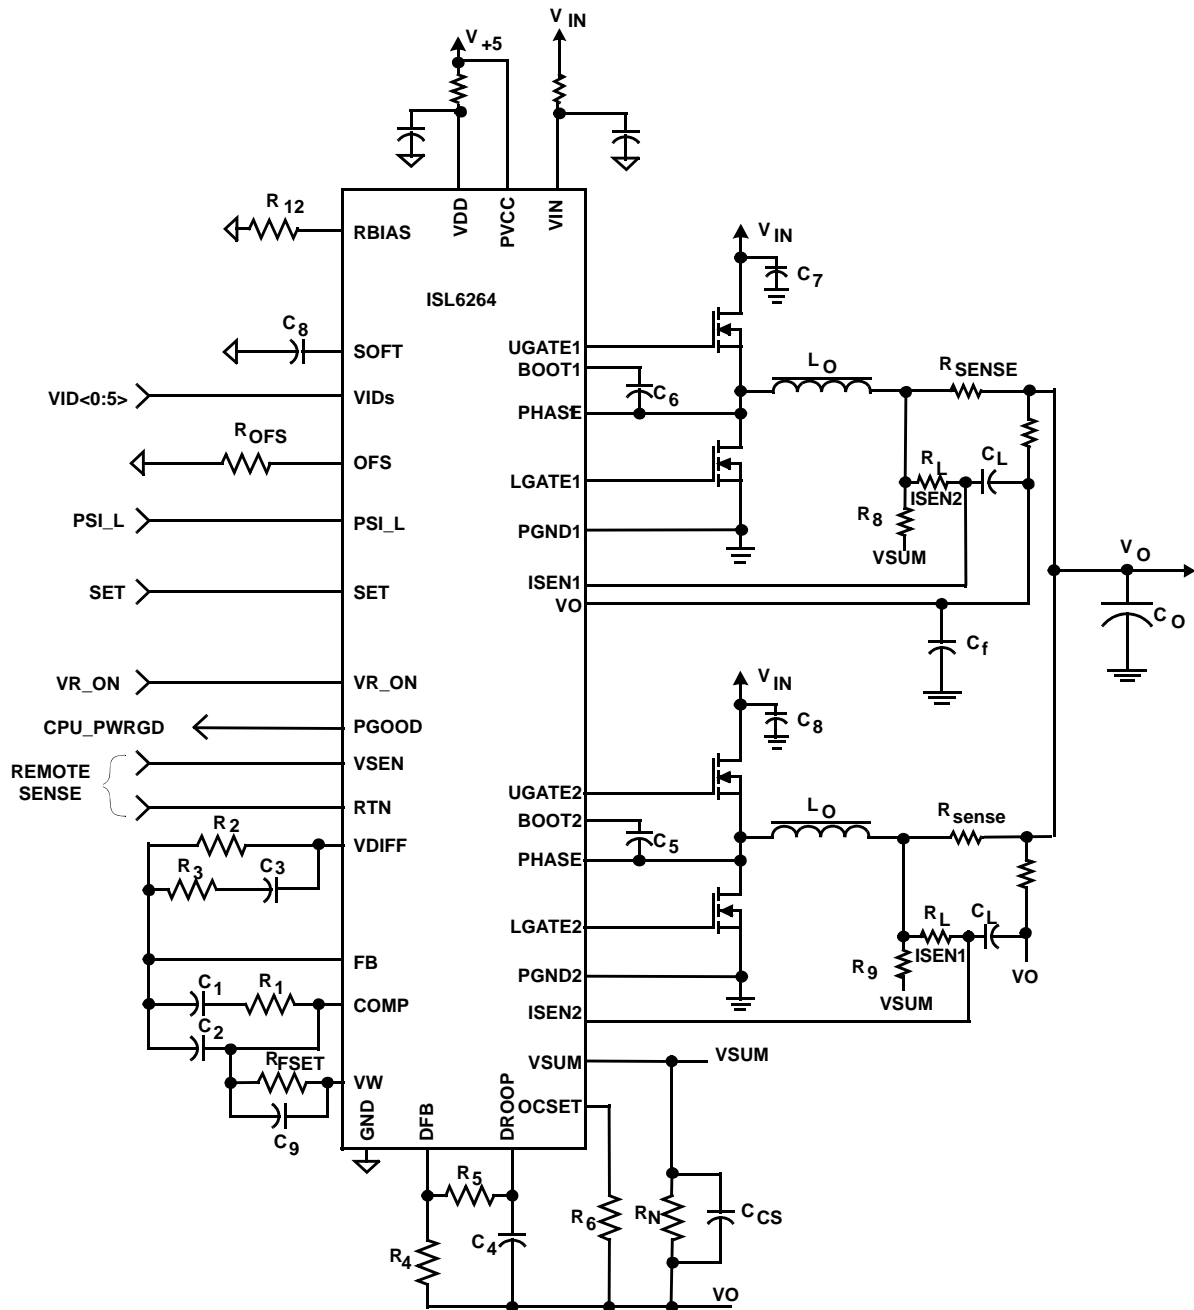 V +5
V IN
VDD
PVCC
VIN
R 12
RBIAS
ISL6264
V IN
C 7
C 8
SOFT
UGATE1
BOOT1
L O
R SENSE
VID<0:5>
VIDs
C 6
PHASE1
R OFS
OFS
LGATE1
R L
C L
ISEN2
PSI_L
PSI_L
R 8
PGND1
VSUM
V O
SET
SET
ISEN1
VO
C O
C f
VR_ON
VR_ON
V IN
CPU_PWRGD
PGOOD
C 8
REMOTE
SENSE
VSEN
RTN
UGATE2
BOOT2
L O
R sense
R 2
VDIFF
C 5
PHASE
R 3
C 3
LGATE2
R L
C L
ISEN1
FB
R 9
PGND2
VO
VSUM
C 1
R 1
COMP
ISEN2
C 2
VSUM
VSUM
R FSET
VW
OCSET
C 9
GND
DFB
DROOP
R 5
R 4
C 4
R 6
R N
C CS
VO